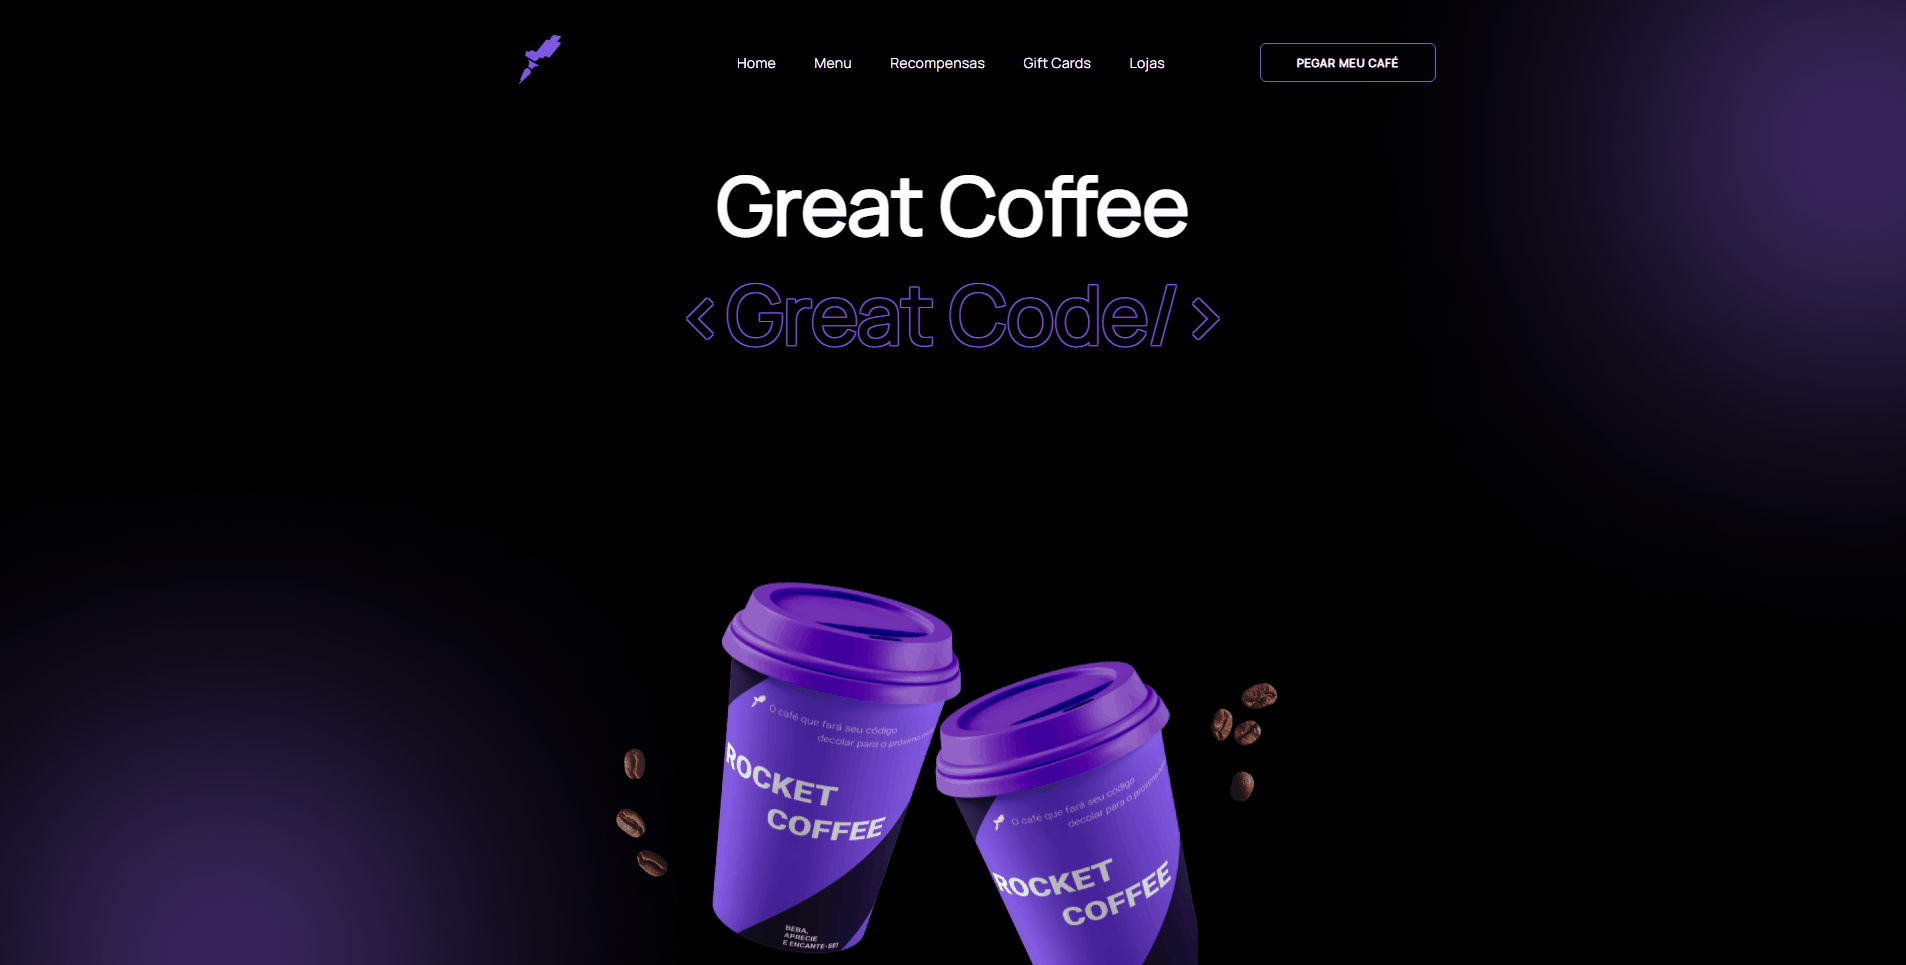 Home Menu Recompensas Gift Cards Lojas PEGAR MEU CAFÉ
Great Coffee
< Great Code/ >
O café que fará seu código
decolar para o próximo
ROCKET
COFFEE
BEBA,
APRECIE
E ENCANTE-SE!
O café que fará seu código
decolar para o próximo
ROCKET
COFFEE